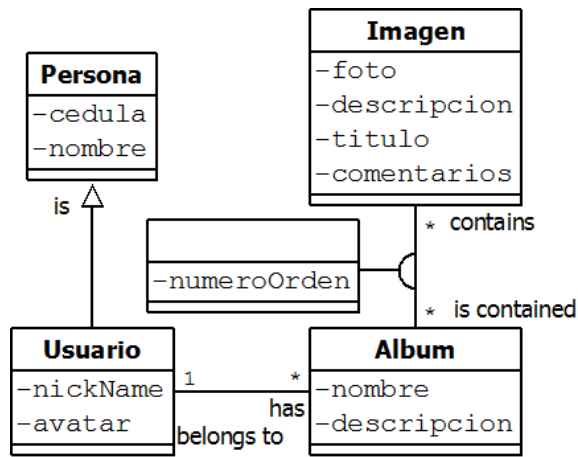 Persona
-cedula
-nombre
is
Imagen
-foto
-descripcion
-titulo
-comentarios
* contains
-numeroOrden
* is contained
Usuario
-nickName
-avatar
1
*
has
belongs to
Album
-nombre
-descripcion